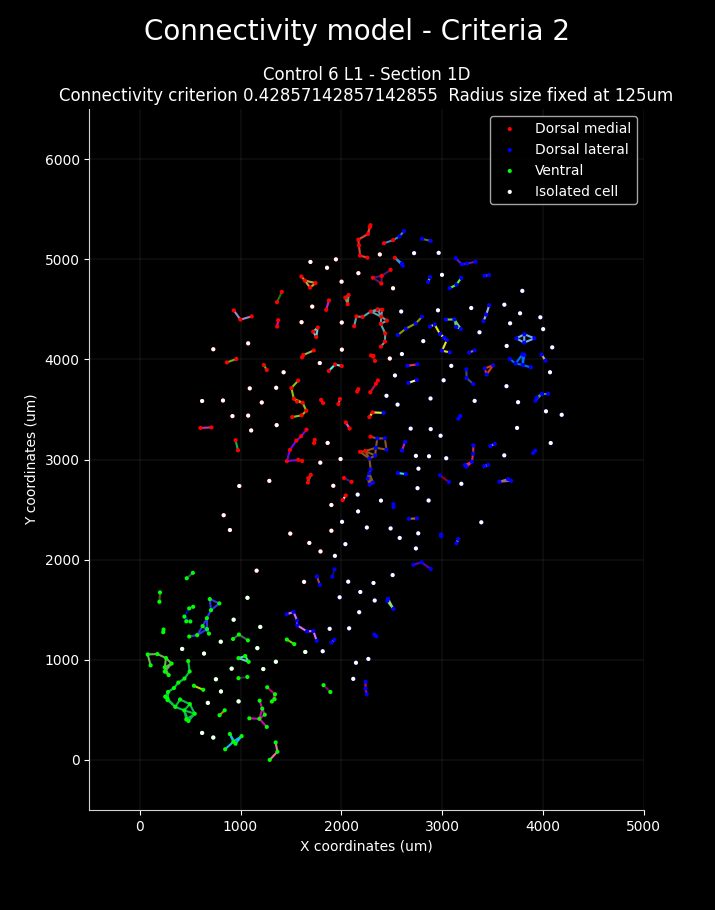 Connectivity model - Criteria 2
Control 6 L1 - Section 1D
Connectivity criterion 0.42857142857142855  Radius size fixed at 125um
Dorsal medial
Dorsal lateral
Ventral
Isolated cell
6000
5000
4000
3000
2000
1000
0
Y coordinates (um)
0 1000 2000 3000 4000 5000
X coordinates (um)